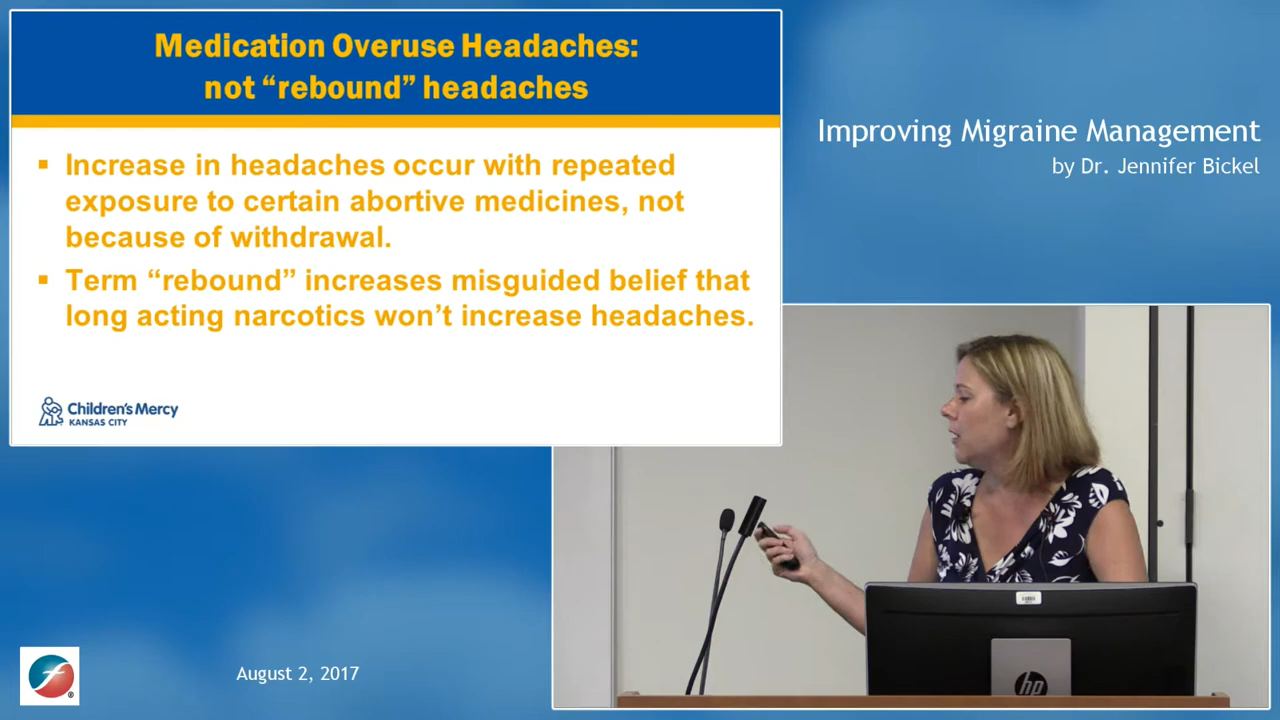 Medication Overuse Headaches:
not “rebound” headaches
▪ Increase in headaches occur with repeated
exposure to certain abortive medicines, not
because of withdrawal.
▪ Term “rebound” increases misguided belief that
long acting narcotics won’t increase headaches.
Children’s Mercy
KANSAS CITY
Improving Migraine Management
by Dr. Jennifer Bickel
August 2, 2017
®
hp